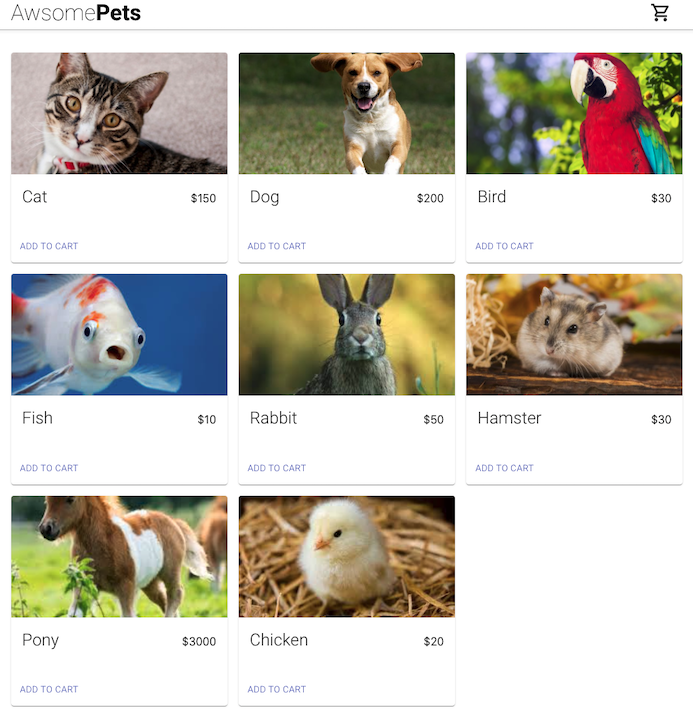 AwsomePets
Cat $150
ADD TO CART
Dog $200
ADD TO CART
Bird $30
ADD TO CART
Fish $10
ADD TO CART
Rabbit $50
ADD TO CART
Hamster $30
ADD TO CART
Pony $3000
ADD TO CART
Chicken $20
ADD TO CART